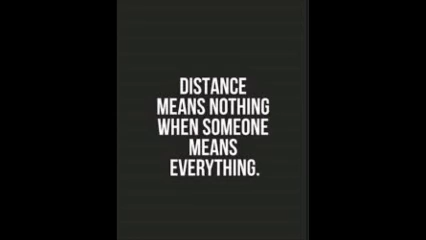 DISTANCE
MEANS NOTHING
WHEN SOMEONE
MEANS
EVERYTHING.